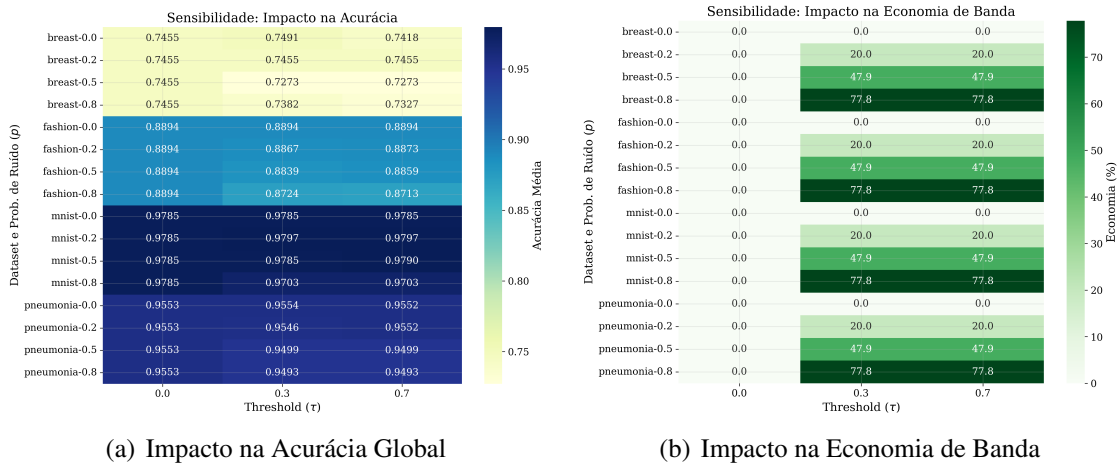 Sensibilidade: Impacto na Acurácia
Dataset e Prob. de Ruído (p)
breast-0.0 0.7455 0.7491 0.7418
breast-0.2 0.7455 0.7455 0.7455
breast-0.5 0.7455 0.7273 0.7273
breast-0.8 0.7455 0.7382 0.7327
fashion-0.0 0.8894 0.8894 0.8894
fashion-0.2 0.8894 0.8867 0.8873
fashion-0.5 0.8894 0.8839 0.8859
fashion-0.8 0.8894 0.8724 0.8713
mnist-0.0 0.9785 0.9785 0.9785
mnist-0.2 0.9785 0.9797 0.9797
mnist-0.5 0.9785 0.9785 0.9790
mnist-0.8 0.9785 0.9703 0.9703
pneumonia-0.0 0.9553 0.9554 0.9552
pneumonia-0.2 0.9553 0.9546 0.9552
pneumonia-0.5 0.9553 0.9499 0.9499
pneumonia-0.8 0.9553 0.9493 0.9493
0.0 0.3 0.7
Threshold (τ)
0.95
0.90
0.85
0.80
0.75
Acurácia Média
(a) Impacto na Acurácia Global
Sensibilidade: Impacto na Economia de Banda
Dataset e Prob. de Ruído (p)
breast-0.0 0.0 0.0 0.0
breast-0.2 0.0 20.0 20.0
breast-0.5 0.0 47.9 47.9
breast-0.8 0.0 77.8 77.8
fashion-0.0 0.0 0.0 0.0
fashion-0.2 0.0 20.0 20.0
fashion-0.5 0.0 47.9 47.9
fashion-0.8 0.0 77.8 77.8
mnist-0.0 0.0 0.0 0.0
mnist-0.2 0.0 20.0 20.0
mnist-0.5 0.0 47.9 47.9
mnist-0.8 0.0 77.8 77.8
pneumonia-0.0 0.0 0.0 0.0
pneumonia-0.2 0.0 20.0 20.0
pneumonia-0.5 0.0 47.9 47.9
pneumonia-0.8 0.0 77.8 77.8
0.0 0.3 0.7
Threshold (τ)
70
60
50
40
30
20
10
0
Economia (%)
(b) Impacto na Economia de Banda